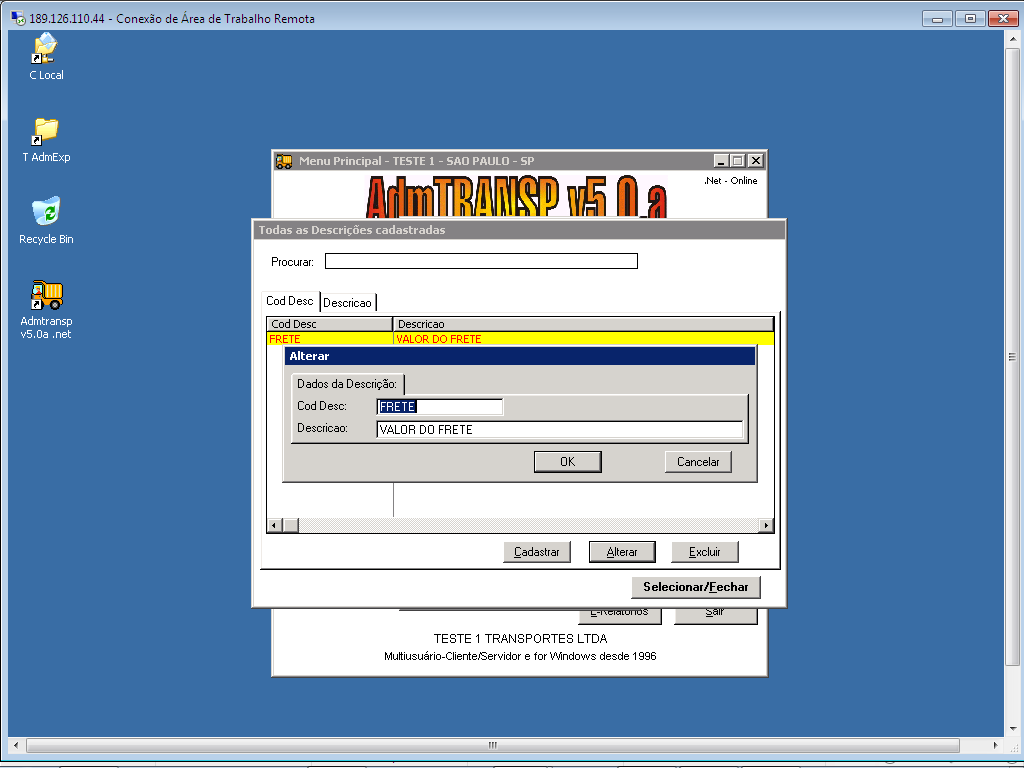 189.126.110.44 - Conexão de Área de Trabalho Remota
C Local
T AdmExp
Recycle Bin
Admtransp
v5.0a .net
Menu Principal - TESTE 1 - SAO PAULO - SP
.Net - Online
AdmTRANSP v5.0.a
Todas as Descrições cadastradas
Procurar:
Cod Desc Descricao
Cod Desc Descricao
FRETE VALOR DO FRETE
Alterar
Dados da Descrição:
Cod Desc: FRETE
Descricao: VALOR DO FRETE
OK Cancelar
Cadastrar Alterar Excluir
Selecionar/Fechar
E-Relatórios Sair
TESTE 1 TRANSPORTES LTDA
Multiusuário-Cliente/Servidor e for Windows desde 1996